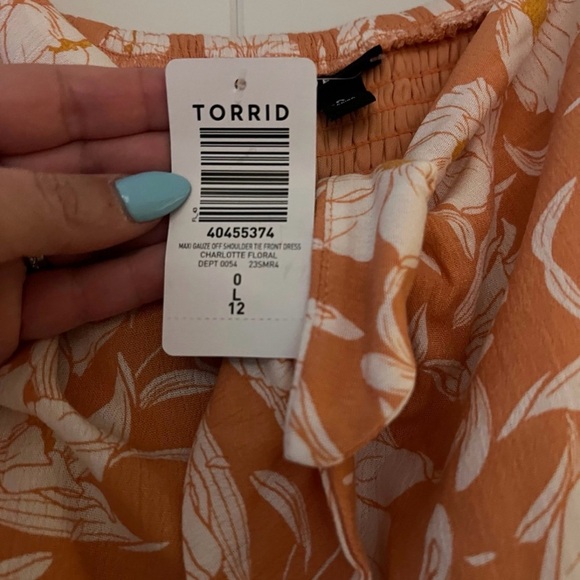 TORRID
40455374
MAXI GAUZE OFF SHOULDER TIE FRONT DRESS
CHARLOTTE FLORAL
DEPT 0054 23SMR4
0
L
12